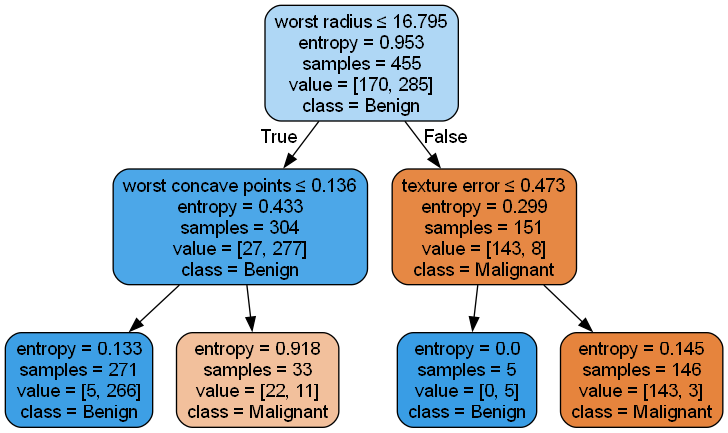 worst radius ≤ 16.795
entropy = 0.953
samples = 455
value = [170, 285]
class = Benign
True
False
worst concave points ≤ 0.136
entropy = 0.433
samples = 304
value = [27, 277]
class = Benign
texture error ≤ 0.473
entropy = 0.299
samples = 151
value = [143, 8]
class = Malignant
entropy = 0.133
samples = 271
value = [5, 266]
class = Benign
entropy = 0.918
samples = 33
value = [22, 11]
class = Malignant
entropy = 0.0
samples = 5
value = [0, 5]
class = Benign
entropy = 0.145
samples = 146
value = [143, 3]
class = Malignant